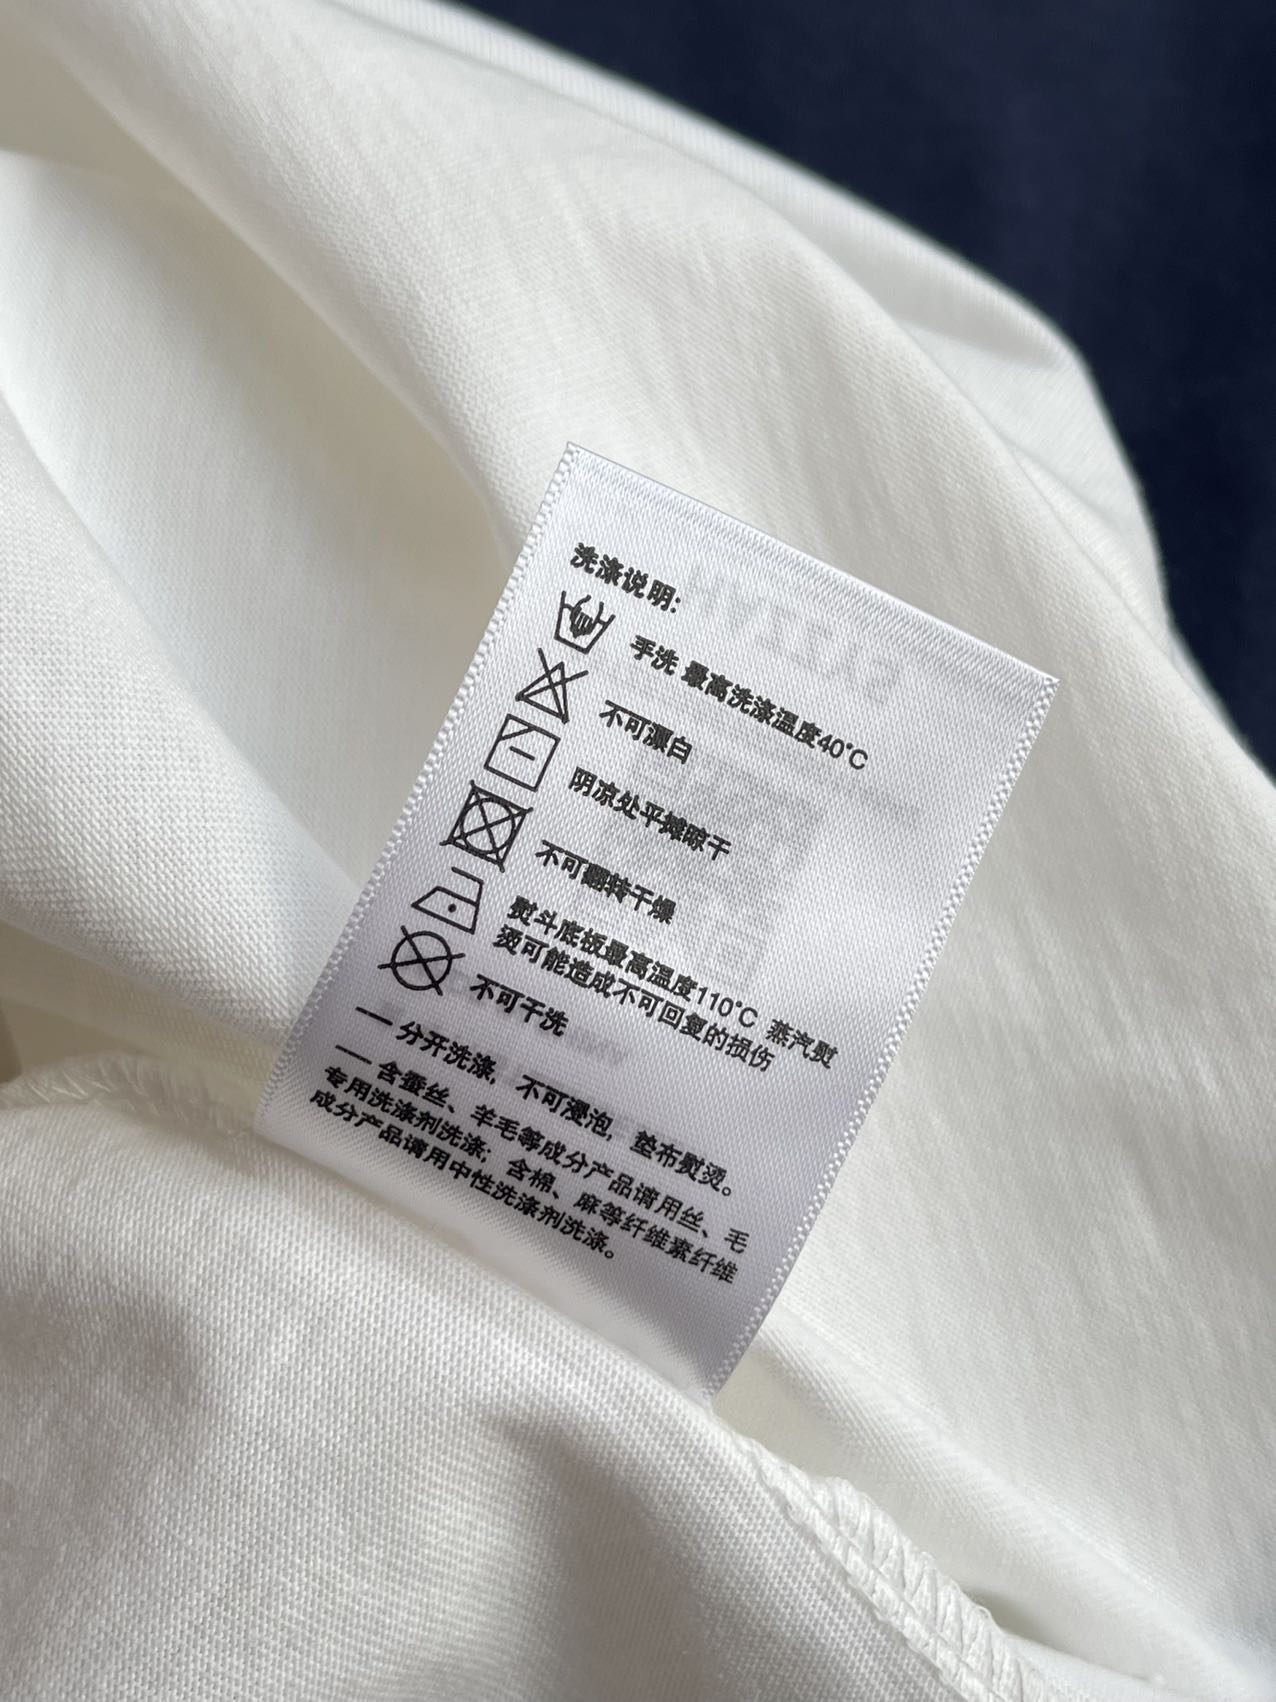 洗涤说明:
手洗 最高洗涤温度40°C
不可漂白
阴凉处平摊晾干
不可翻转干燥
熨斗底板最高温度110°C 蒸汽熨
烫可能造成不可回复的损伤
不可干洗
— 分开洗涤, 不可浸泡, 垫布熨烫。
— 含蚕丝、羊毛等成分产品请用丝、毛
专用洗涤剂洗涤; 含棉、麻等纤维素纤维
成分产品请用中性洗涤剂洗涤。